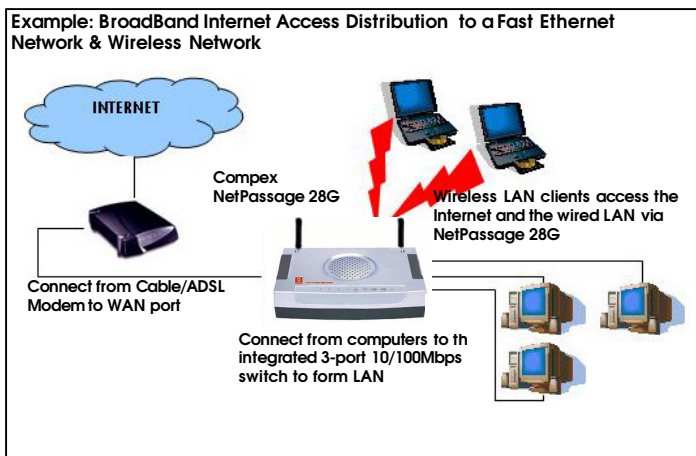 Example: BroadBand Internet Access Distribution to a Fast Ethernet
Network & Wireless Network
INTERNET
Compex
NetPassage 28G
Wireless LAN clients access the
Internet and the wired LAN via
NetPassage 28G
Connect from Cable/ADSL
Modem to WAN port
Connect from computers to th
integrated 3-port 10/100Mbps
switch to form LAN